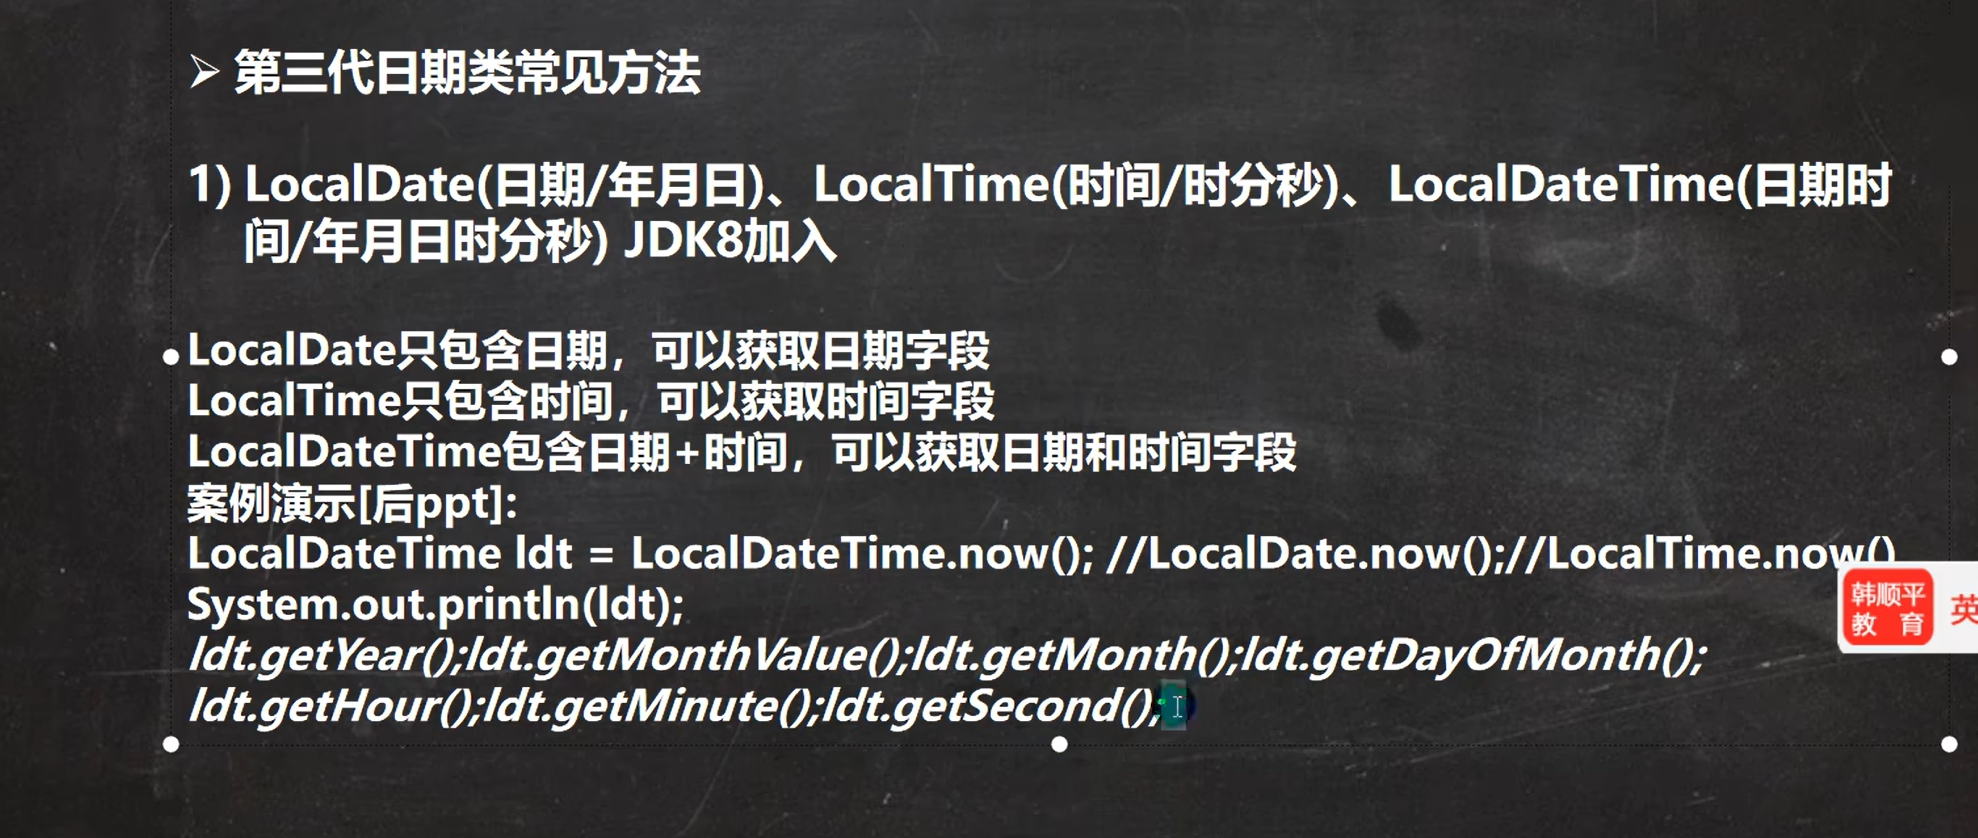 第三代日期类常见方法
1) LocalDate(日期/年月日)、LocalTime(时间/时分秒)、LocalDateTime(日期时
间/年月日时分秒) JDK8加入
LocalDate只包含日期，可以获取日期字段
LocalTime只包含时间，可以获取时间字段
LocalDateTime包含日期+时间，可以获取日期和时间字段
案例演示[后ppt]:
LocalDateTime ldt = LocalDateTime.now(); //LocalDate.now();//LocalTime.now()
System.out.println(ldt);
ldt.getYear();ldt.getMonthValue();ldt.getMonth();ldt.getDayOfMonth();
ldt.getHour();ldt.getMinute();ldt.getSecond();
韩顺平
教 育
英